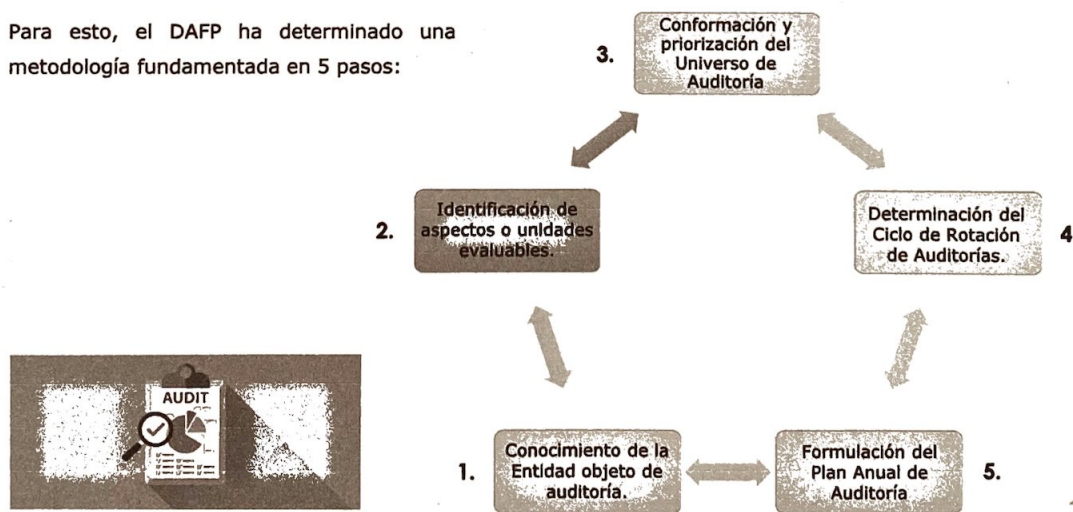 Para esto, el DAFP ha determinado una
metodología fundamentada en 5 pasos:
3.
Conformación y
priorización del
Universo de
Auditoría
2.
Identificación de
aspectos o unidades
evaluables.
Determinación del
Ciclo de Rotación
de Auditorías.
4
AUDIT
1.
Conocimiento de la
Entidad objeto de
auditoría.
Formulación del
Plan Anual de
Auditoría
5.